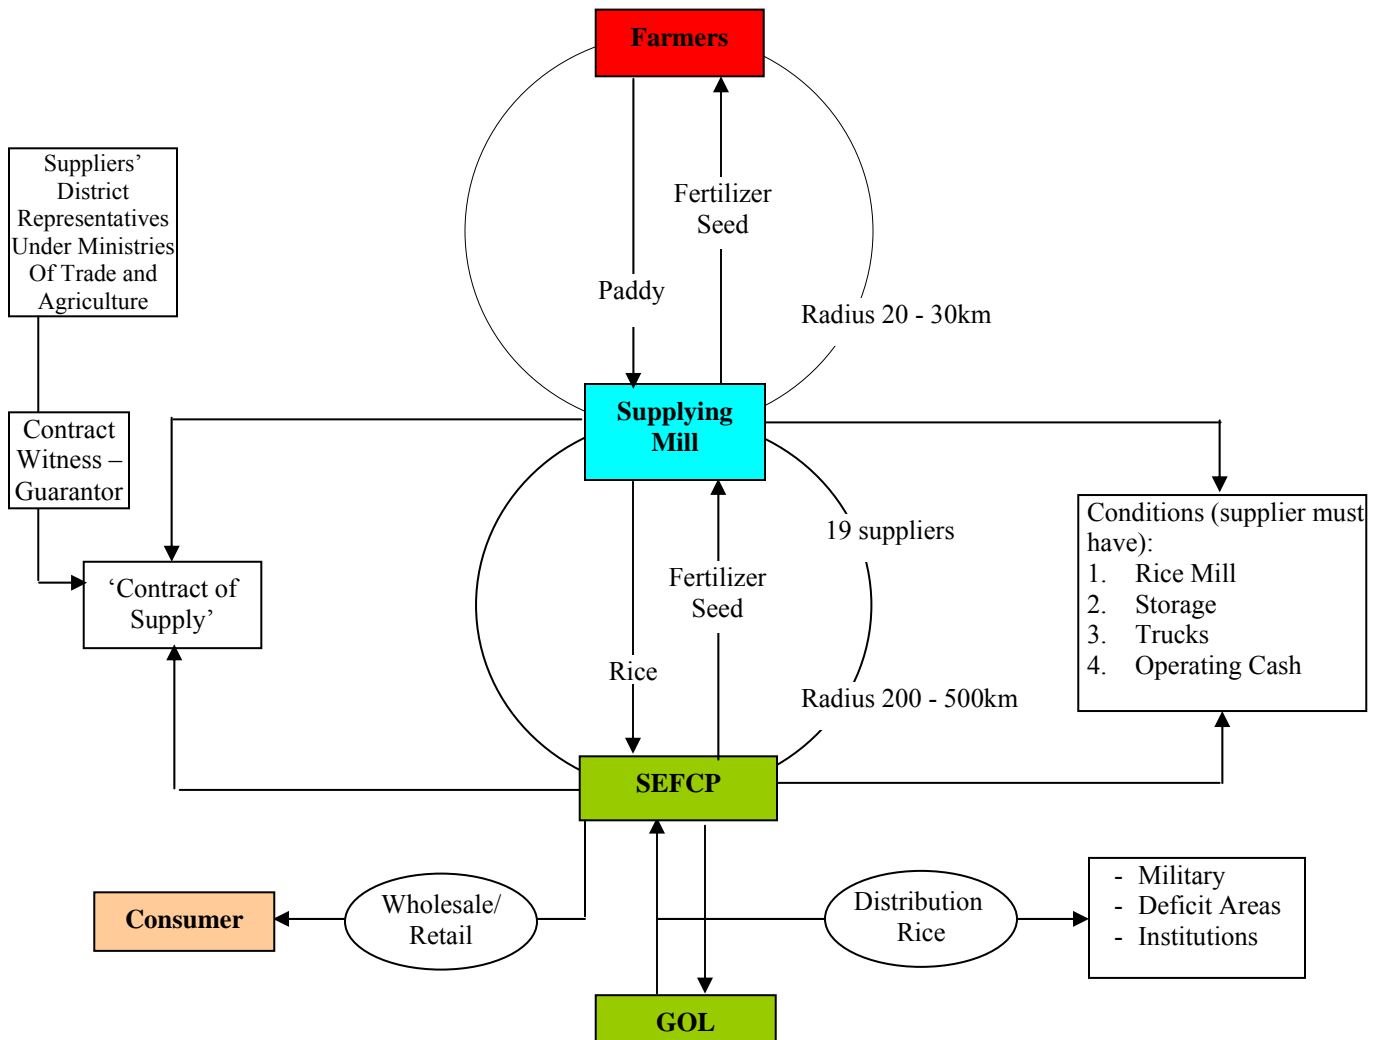 Farmers
Suppliers’
District
Representatives
Under Ministries
Of Trade and
Agriculture
Fertilizer
Seed
Paddy
Radius 20 - 30km
Supplying
Mill
Contract
Witness –
Guarantor
‘Contract of
Supply’
19 suppliers
Fertilizer
Seed
Rice
Radius 200 - 500km
Conditions (supplier must
have):
1. Rice Mill
2. Storage
3. Trucks
4. Operating Cash
SEFCP
Consumer
Wholesale/
Retail
Distribution
Rice
- Military
- Deficit Areas
- Institutions
GOL